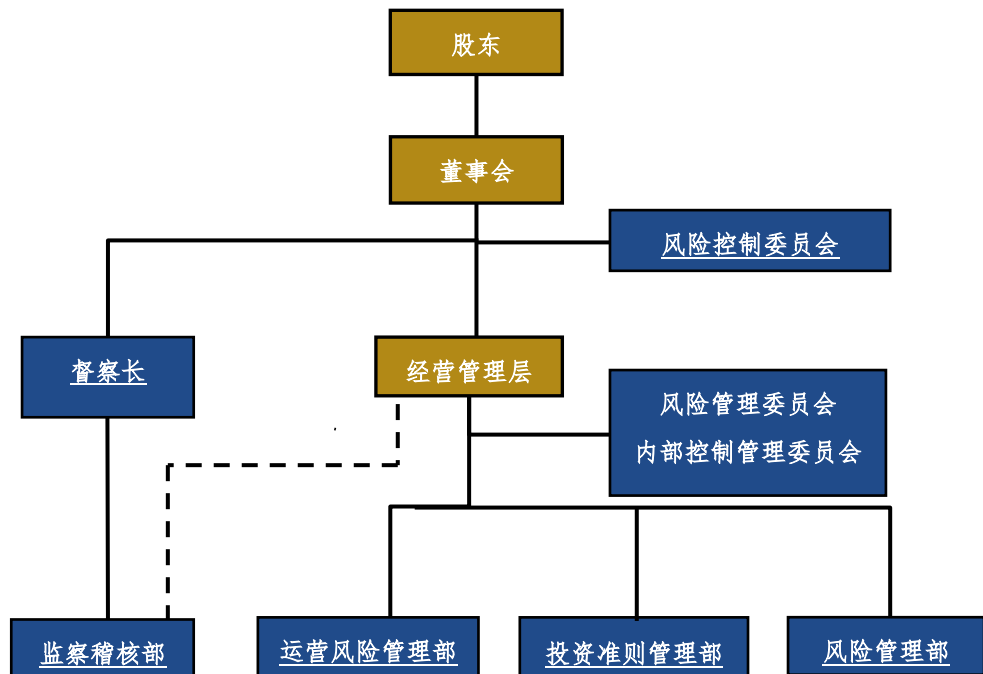 股东
董事会
风险控制委员会
督察长
经营管理层
风险管理委员会
内部控制管理委员会
监察稽核部
运营风险管理部
投资准则管理部
风险管理部